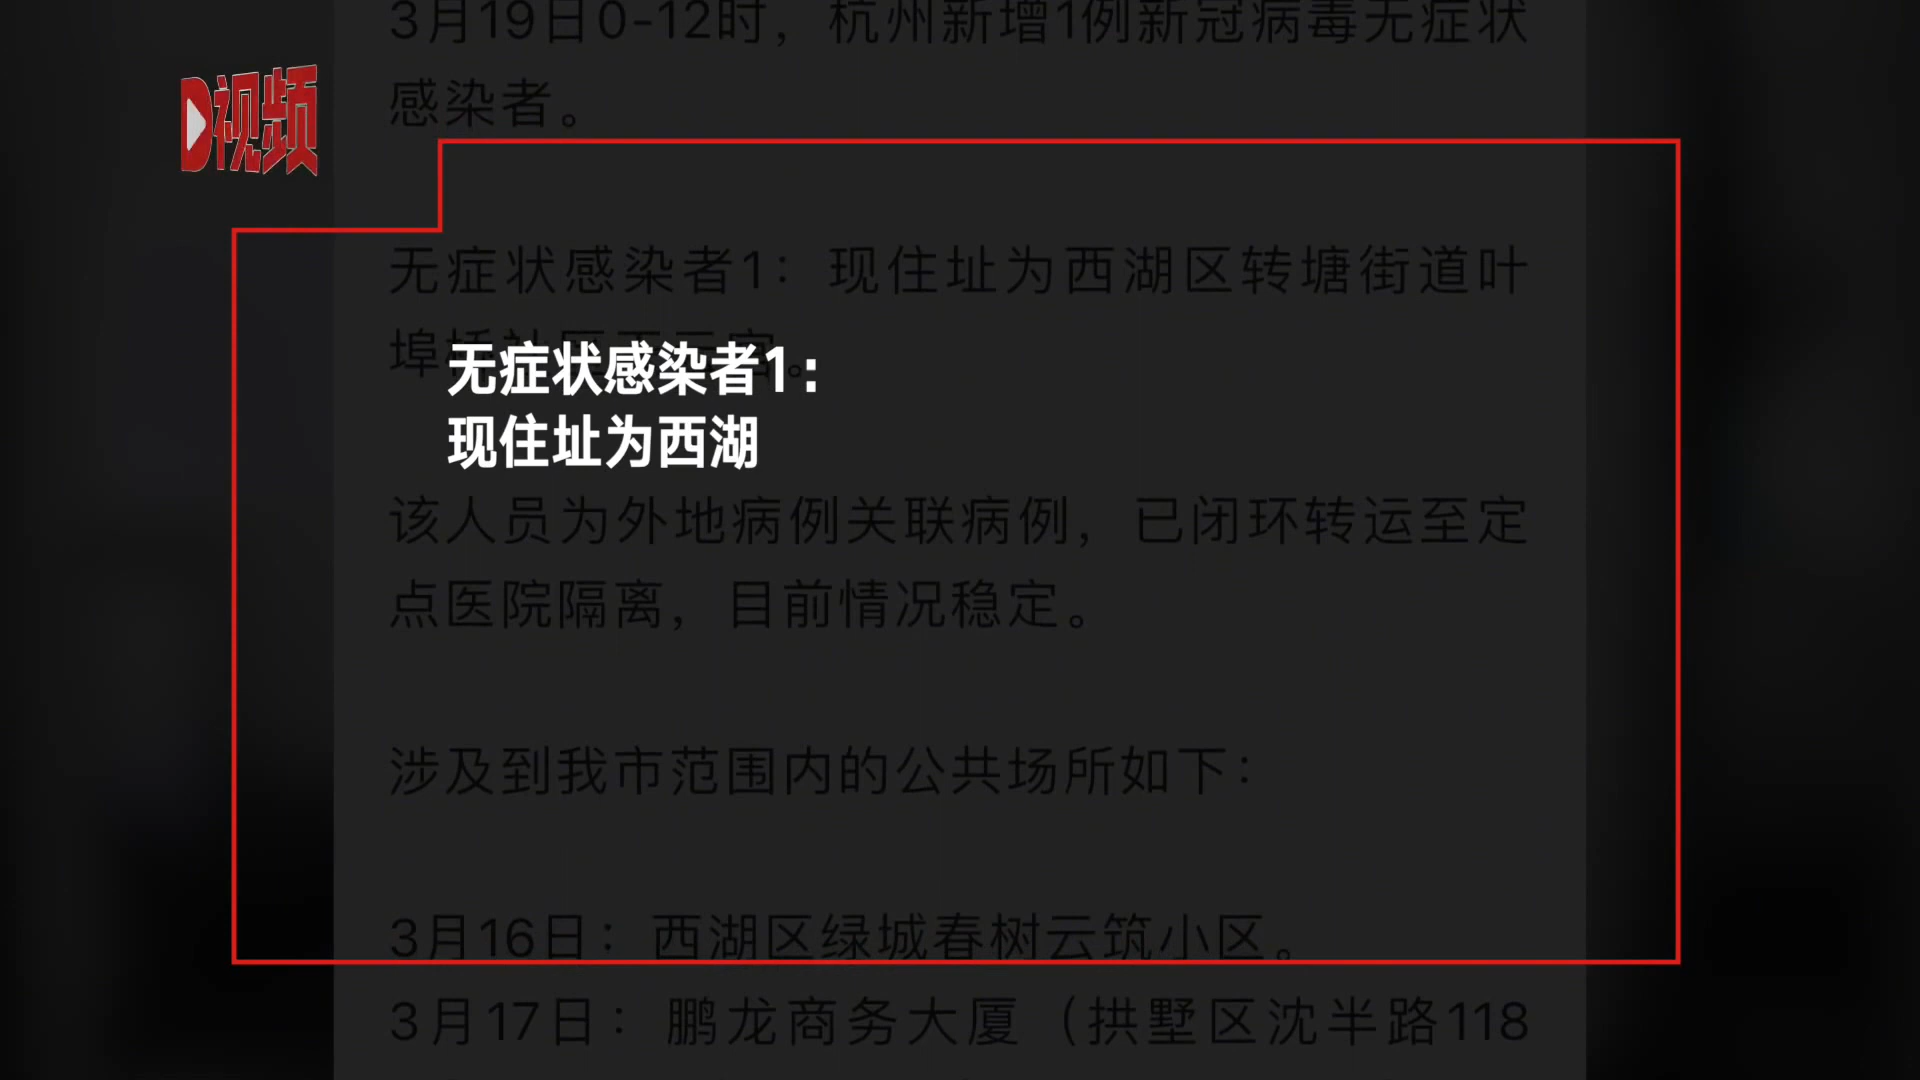 3月19日0-12时，杭州新增1例新冠病毒无症状
感染者。
D视频
无症状感染者1：现住址为西湖区转塘街道叶
埠
无症状感染者1：
现住址为西湖
该人员为外地病例关联病例，已闭环转运至定
点医院隔离，目前情况稳定。
涉及到我市范围内的公共场所如下：
3月16日：西湖区绿城春树云筑小区。
3月17日：鹏龙商务大厦（拱墅区沈半路118